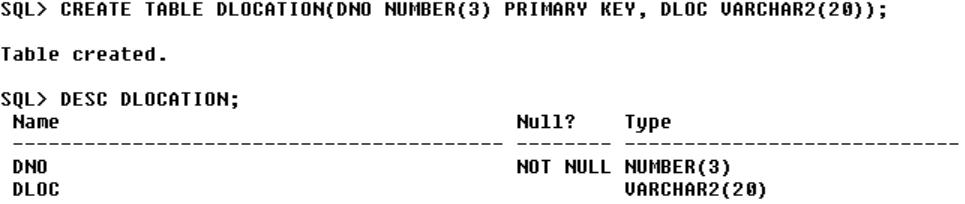 SQL> CREATE TABLE DLOCATION(DNO NUMBER(3) PRIMARY KEY, DLOC VARCHAR2(20));
Table created.
SQL> DESC DLOCATION;
Name Null? Type
----------------------------------------- -------- ----------------------------
DNO NOT NULL NUMBER(3)
DLOC VARCHAR2(20)